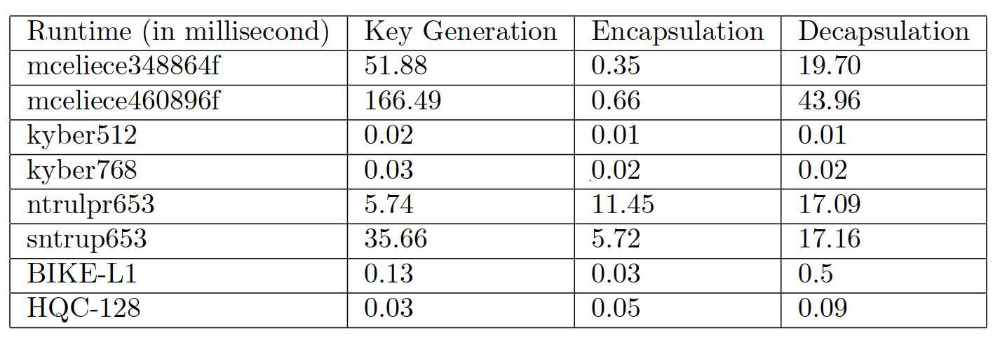 Runtime (in millisecond) Key Generation Encapsulation Decapsulation
mceliece348864f 51.88 0.35 19.70
mceliece460896f 166.49 0.66 43.96
kyber512 0.02 0.01 0.01
kyber768 0.03 0.02 0.02
ntrulpr653 5.74 11.45 17.09
sntrup653 35.66 5.72 17.16
BIKE-L1 0.13 0.03 0.5
HQC-128 0.03 0.05 0.09